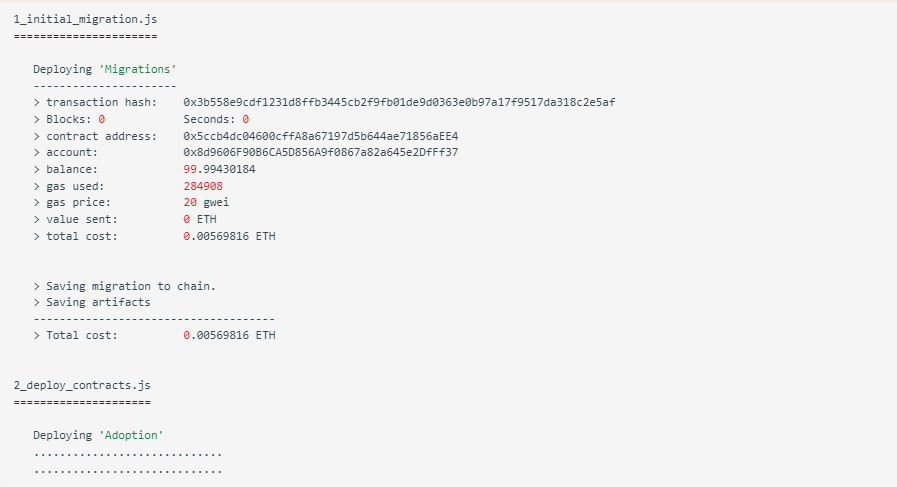 1_initial_migration.js
======================
Deploying 'Migrations'
----------------------
> transaction hash: 0x3b558e9cdf1231d8ffb3445cb2f9fb01de9d0363e0b97a17f9517da318c2e5af
> Blocks: 0 Seconds: 0
> contract address: 0x5ccb4dc04600cffA8a67197d5b644ae71856aEE4
> account: 0x8d9606F90B6CA5D856A9f0867a82a645e2DfFf37
> balance: 99.99430184
> gas used: 284908
> gas price: 20 gwei
> value sent: 0 ETH
> total cost: 0.00569816 ETH
> Saving migration to chain.
> Saving artifacts
-------------------------------------
> Total cost: 0.00569816 ETH
2_deploy_contracts.js
=====================
Deploying 'Adoption'
.............................
.............................